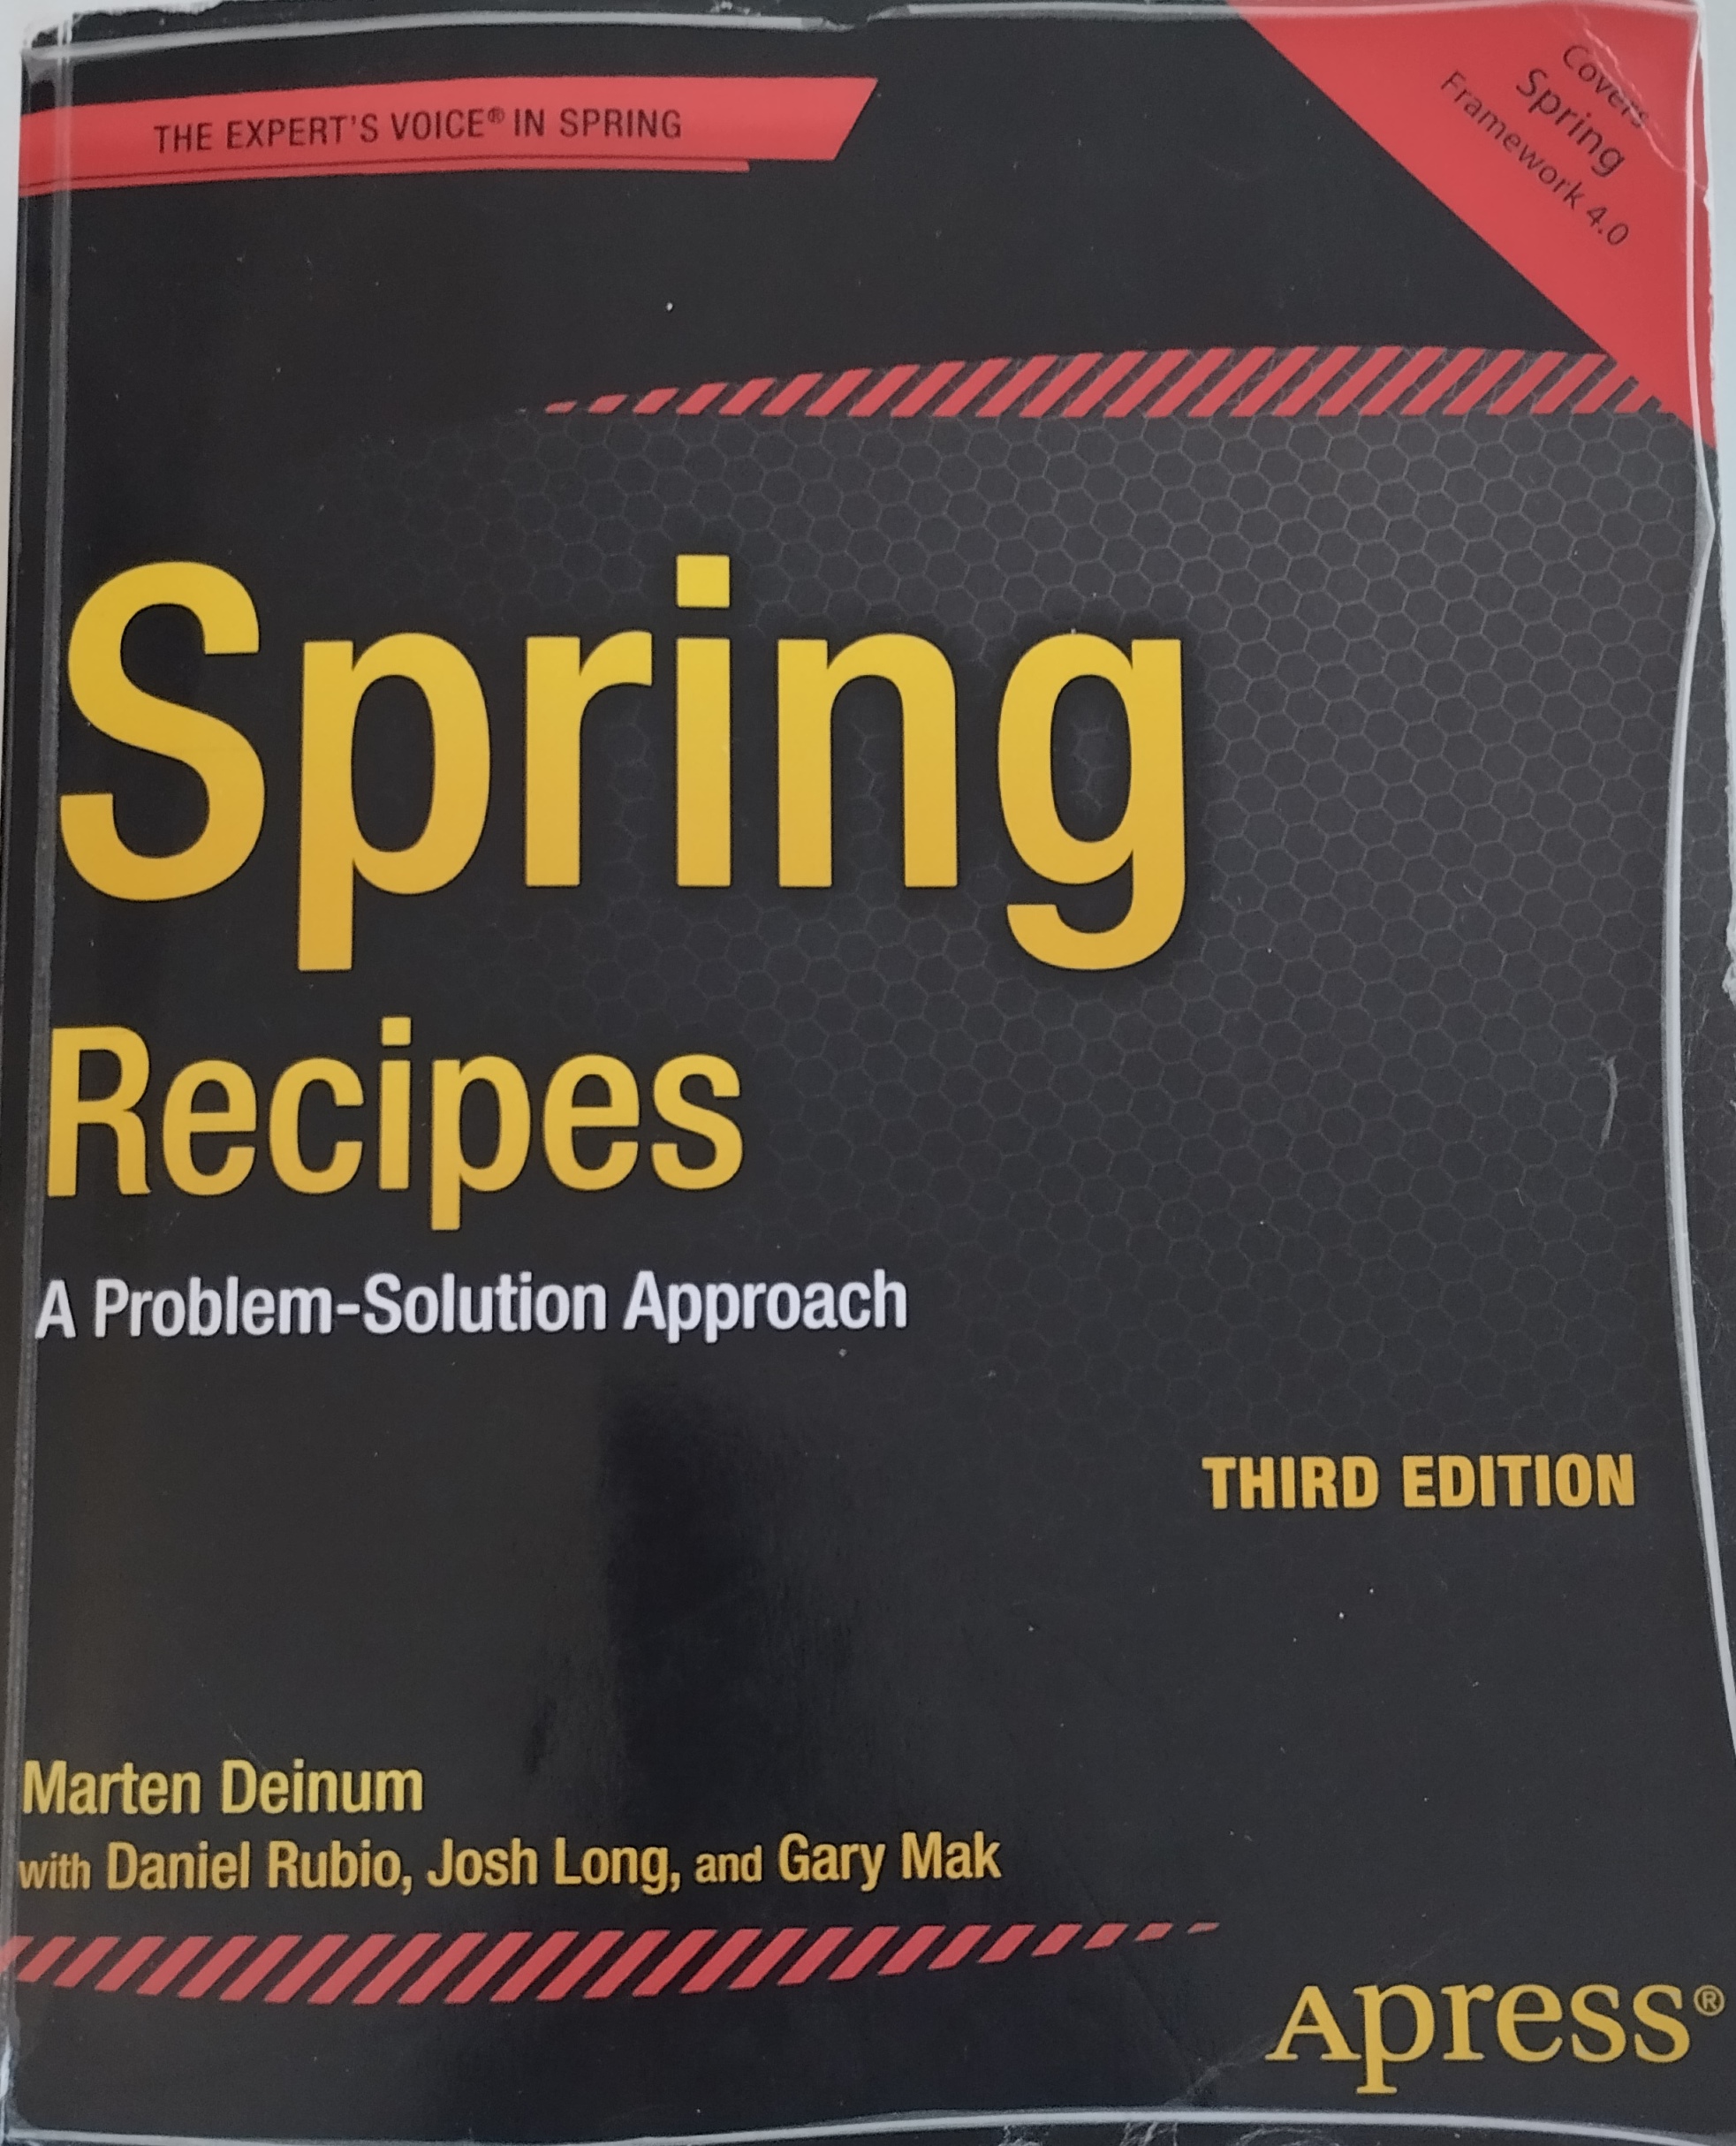 THE EXPERT'S VOICE® IN SPRING
Covers
Spring
Framework 4.0
Spring
Recipes
A Problem-Solution Approach
THIRD EDITION
Marten Deinum
with Daniel Rubio, Josh Long, and Gary Mak
Apress®